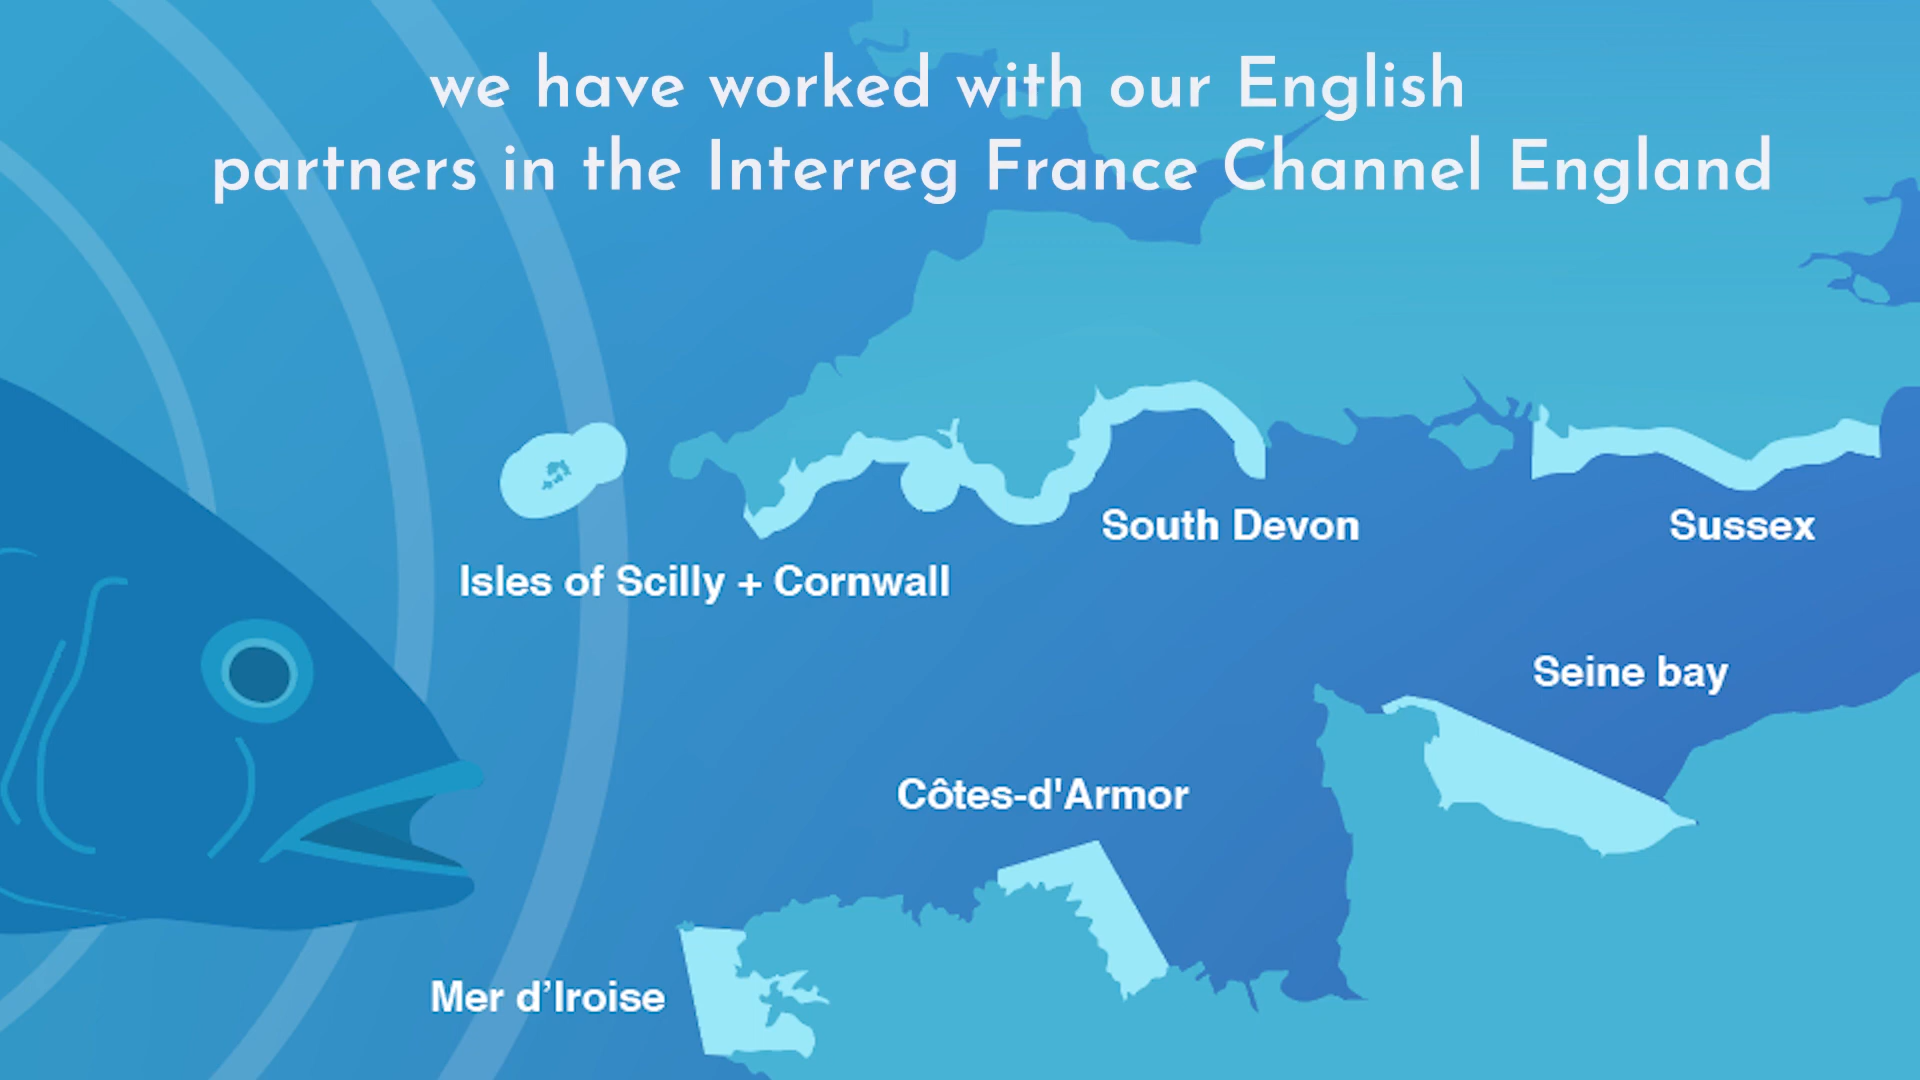 we have worked with our English
partners in the Interreg France Channel England
South Devon
Sussex
Isles of Scilly + Cornwall
Seine bay
Côtes-d'Armor
Mer d’Iroise